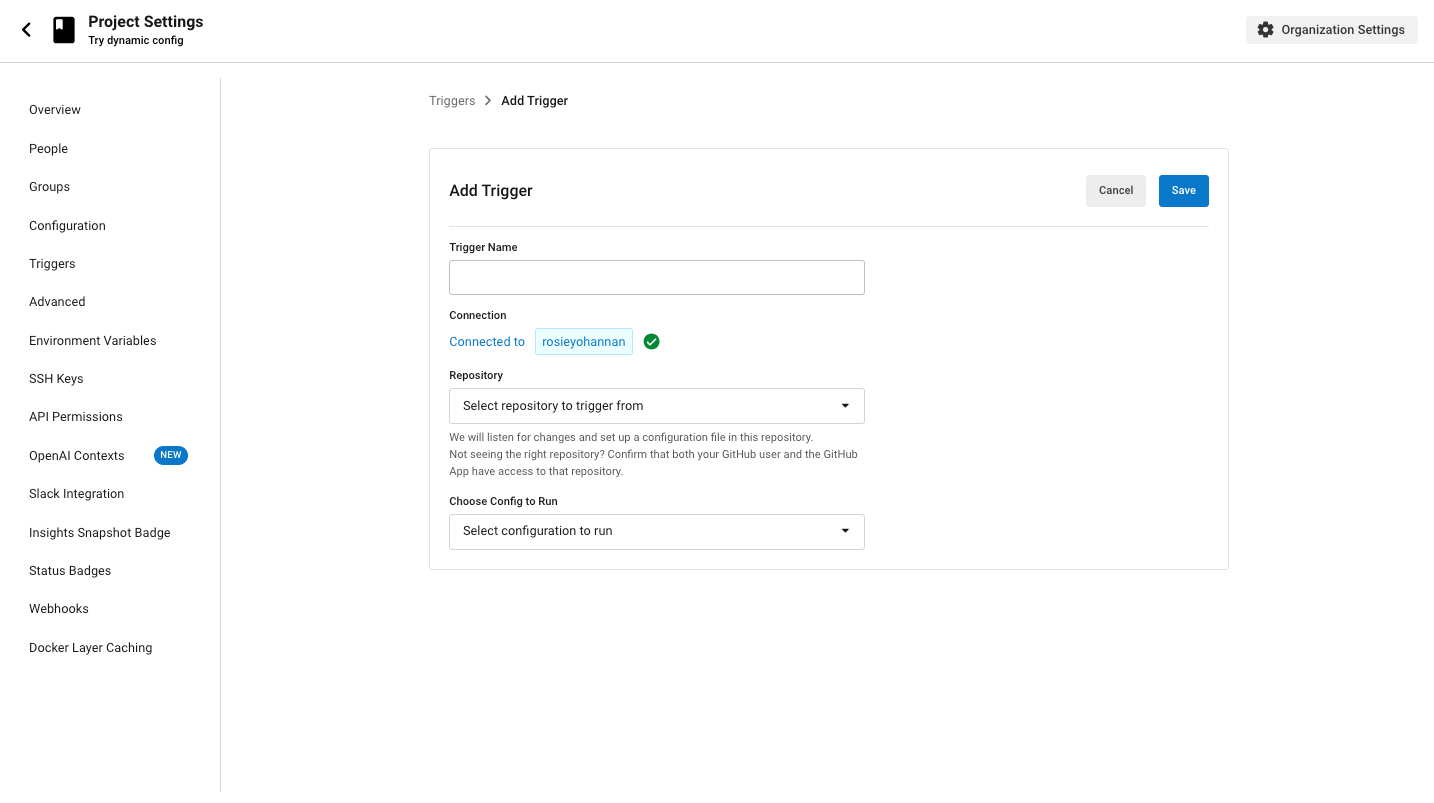 Project Settings
Try dynamic config
Organization Settings
Overview
People
Groups
Configuration
Triggers
Advanced
Environment Variables
SSH Keys
API Permissions
OpenAI Contexts NEW
Slack Integration
Insights Snapshot Badge
Status Badges
Webhooks
Docker Layer Caching
Triggers Add Trigger
Add Trigger
Cancel Save
Trigger Name
Connection
Connected to rosieyohannan
Repository
Select repository to trigger from
We will listen for changes and set up a configuration file in this repository.
Not seeing the right repository? Confirm that both your GitHub user and the GitHub
App have access to that repository.
Choose Config to Run
Select configuration to run